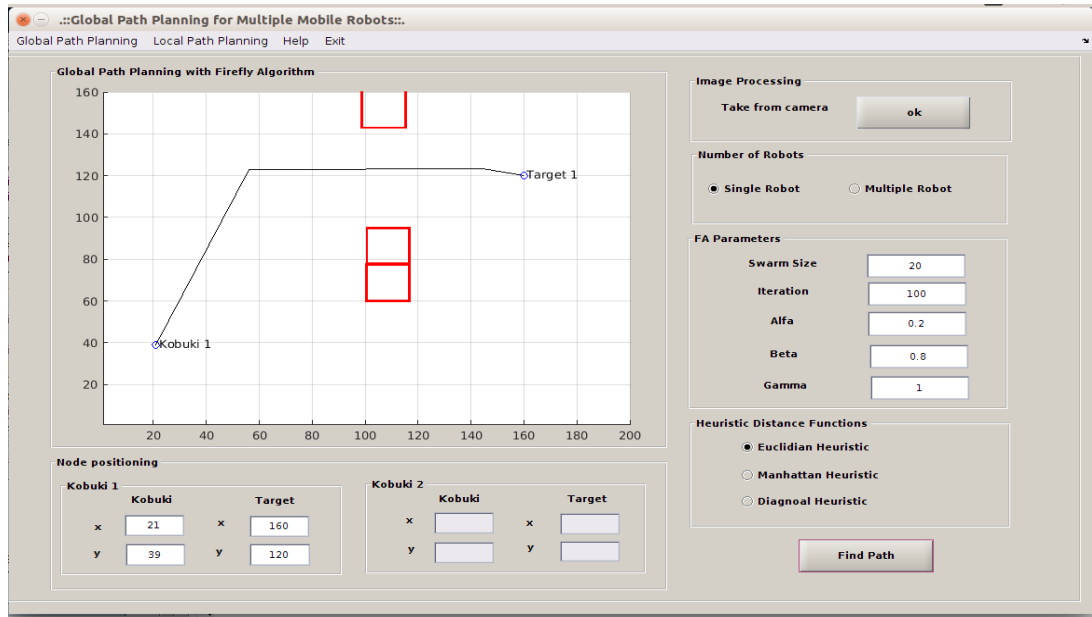 .::Global Path Planning for Multiple Mobile Robots::.
Global Path Planning Local Path Planning Help Exit
Global Path Planning with Firefly Algorithm
160
140
120
100
80
60
40
20
20 40 60 80 100 120 140 160 180 200
Target 1
Kobuki 1
Node positioning
Kobuki 1
Kobuki Target
x 21 x 160
y 39 y 120
Kobuki 2
Kobuki Target
x x
y y
Image Processing
Take from camera ok
Number of Robots
Single Robot Multiple Robot
FA Parameters
Swarm Size 20
Iteration 100
Alfa 0.2
Beta 0.8
Gamma 1
Heuristic Distance Functions
Euclidian Heuristic
Manhattan Heuristic
Diagnoal Heuristic
Find Path